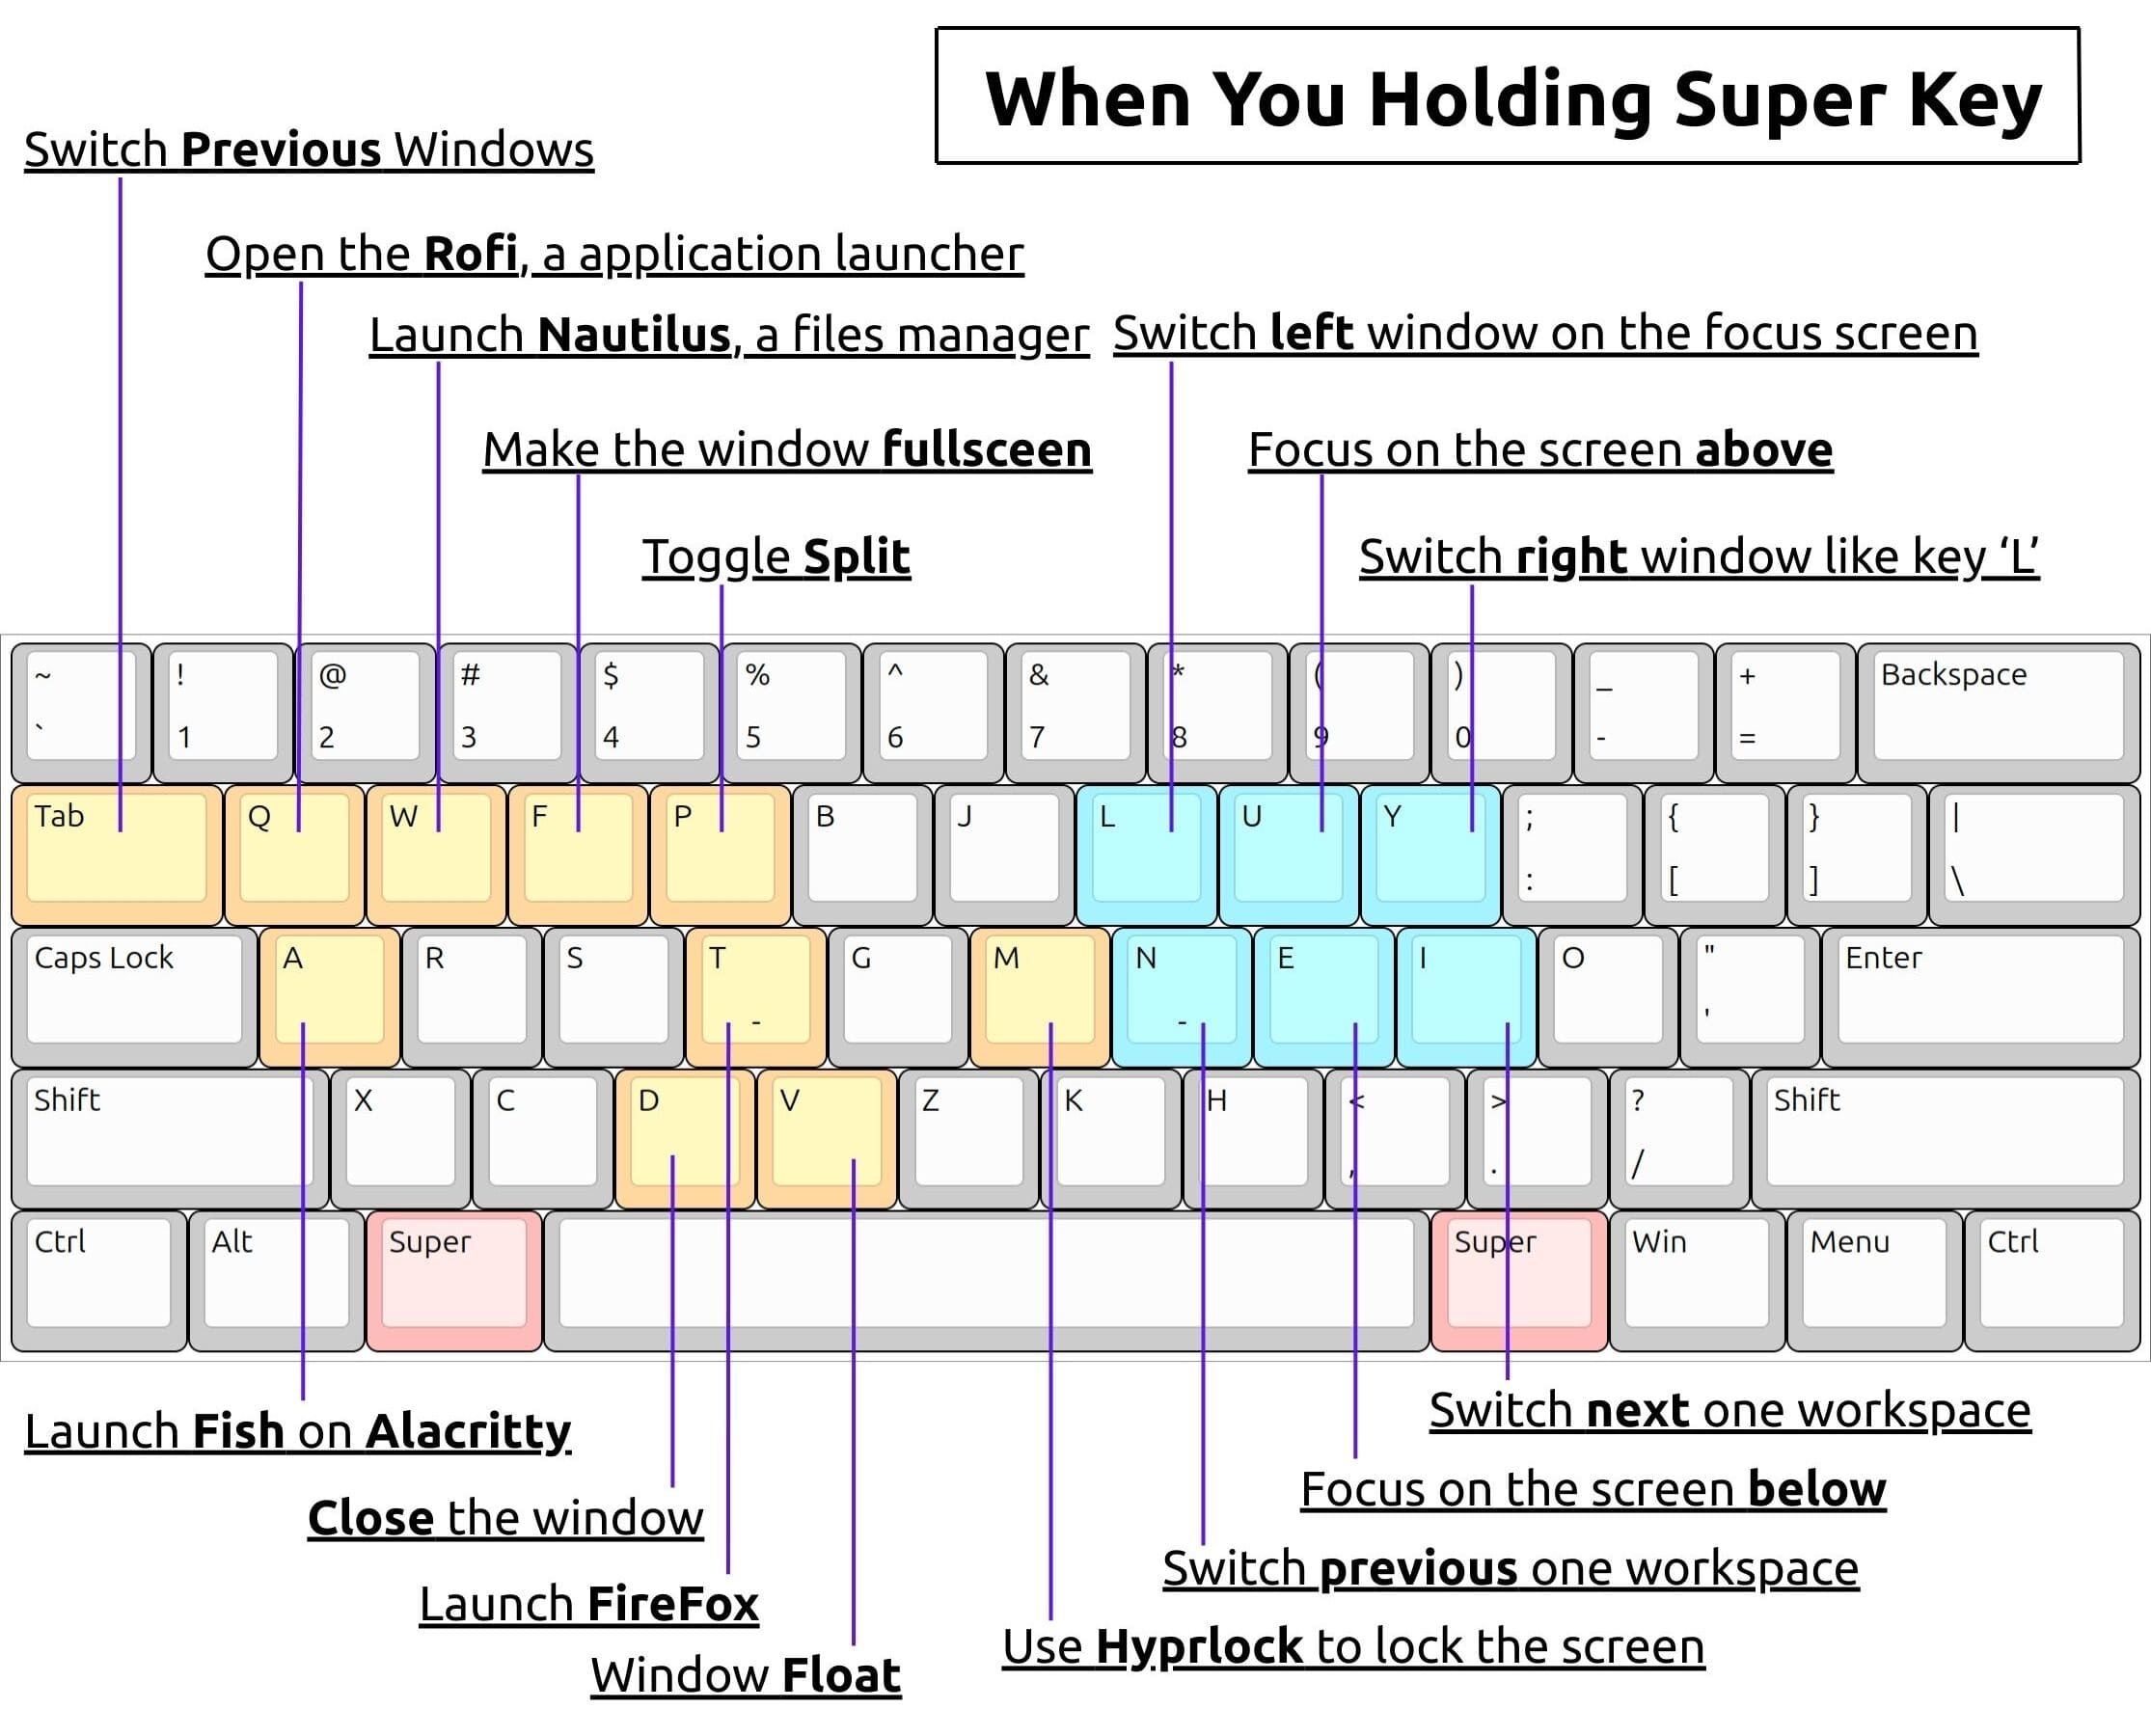 When You Holding Super Key
Switch Previous Windows
Open the Rofi, a application launcher
Launch Nautilus, a files manager
Switch left window on the focus screen
Make the window fullsceen
Focus on the screen above
Toggle Split
Switch right window like key ‘L’
~ ! @ # $ % ^ & * ( ) _ + Backspace
` 1 2 3 4 5 6 7 8 9 0 - =
Tab Q W F P B J L U Y ; { } |
: [ ] \
Caps Lock A R S T G M N E I O " Enter
- - '
Shift X C D V Z K H < > ? Shift
, . /
Ctrl Alt Super Super Win Menu Ctrl
Launch Fish on Alacritty
Switch next one workspace
Focus on the screen below
Close the window
Switch previous one workspace
Launch FireFox
Use Hyprlock to lock the screen
Window Float